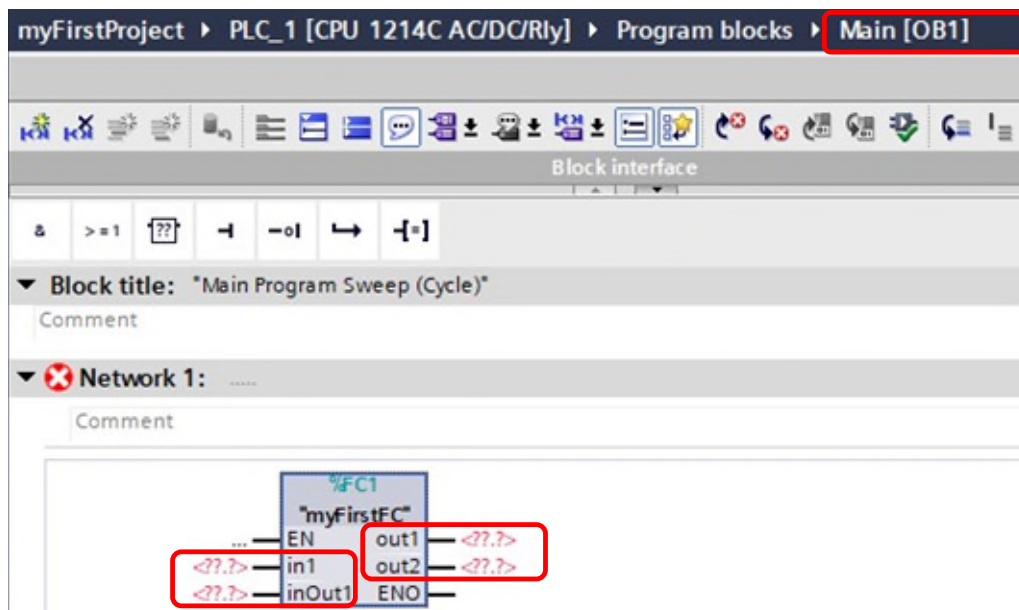 myFirstProject ▸ PLC_1 [CPU 1214C AC/DC/Rly] ▸ Program blocks ▸ Main [OB1]
Block interface
& >=1 ??
Block title: "Main Program Sweep (Cycle)"
Comment
Network 1: .....
Comment
%FC1
"myFirstFC"
... EN out1 <??.?>
<??.?> in1 out2 <??.?>
<??.?> inOut1 ENO